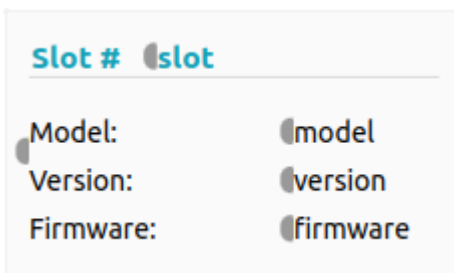 Slot # slot
Model: model
Version: version
Firmware: firmware